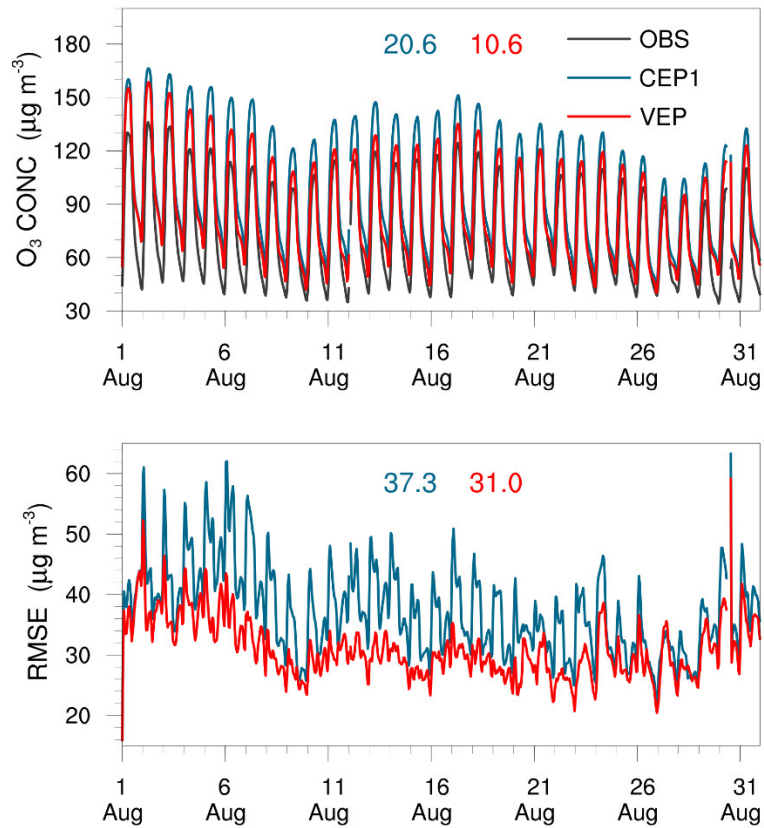 O₃ CONC (µg m⁻³)
180
150
120
90
60
30
20.6 10.6
OBS
CEP1
VEP
1 6 11 16 21 26 31
Aug Aug Aug Aug Aug Aug Aug
RMSE (µg m⁻³)
60
50
40
30
20
37.3 31.0
1 6 11 16 21 26 31
Aug Aug Aug Aug Aug Aug Aug